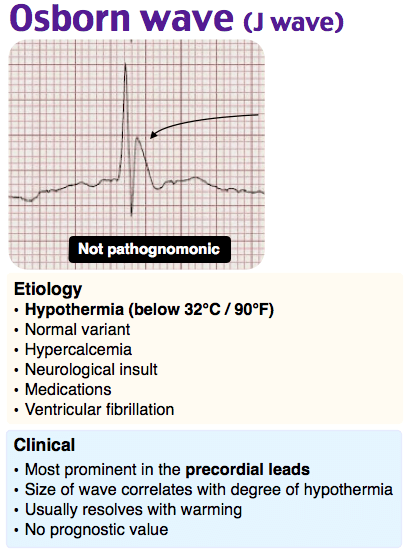 Osborn wave (J wave)
Not pathognomonic
Etiology
• Hypothermia (below 32°C / 90°F)
• Normal variant
• Hypercalcemia
• Neurological insult
• Medications
• Ventricular fibrillation
Clinical
• Most prominent in the precordial leads
• Size of wave correlates with degree of hypothermia
• Usually resolves with warming
• No prognostic value